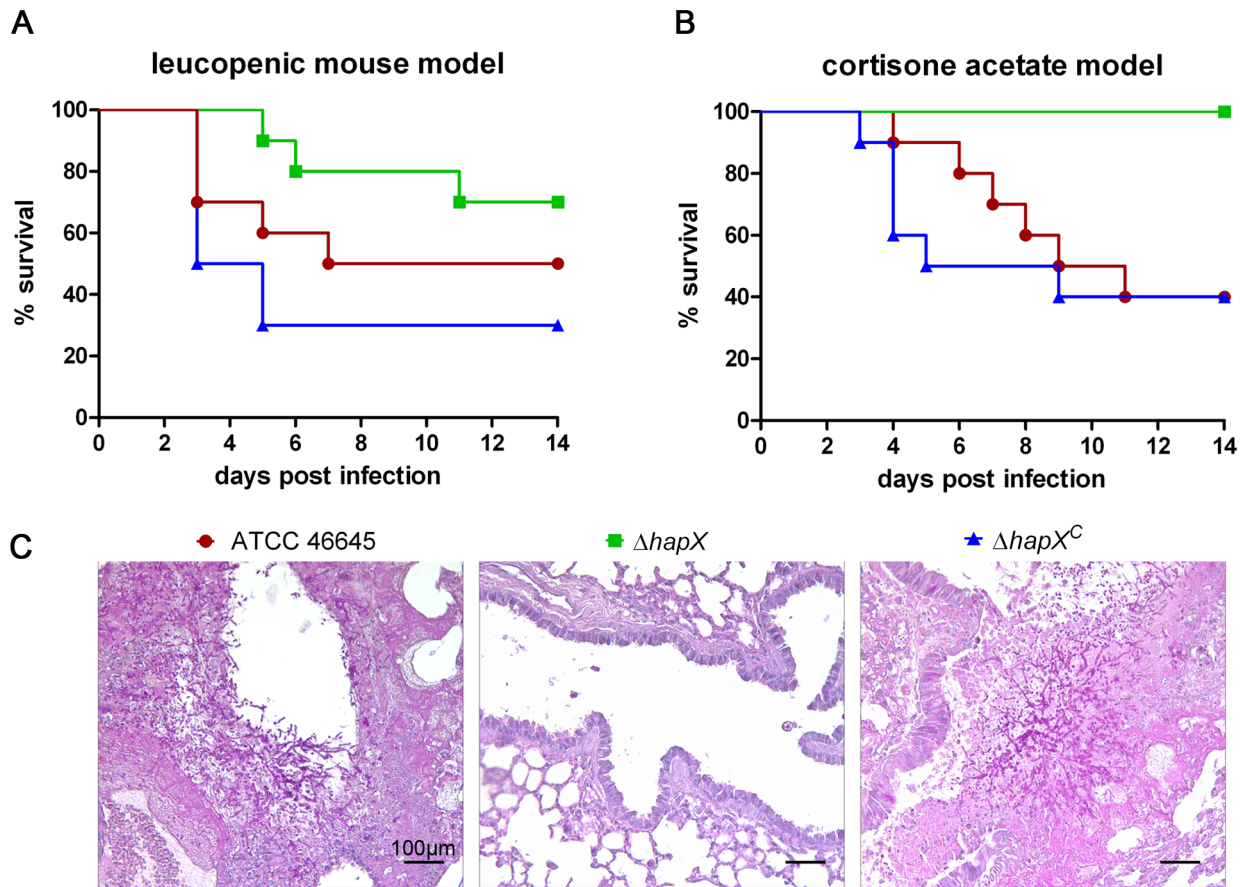 A
leucopenic mouse model
% survival
100
80
60
40
20
0
0 2 4 6 8 10 12 14
days post infection
B
cortisone acetate model
% survival
100
80
60
40
20
0
0 2 4 6 8 10 12 14
days post infection
C
ATCC 46645
ΔhapX
ΔhapX^C
100μm